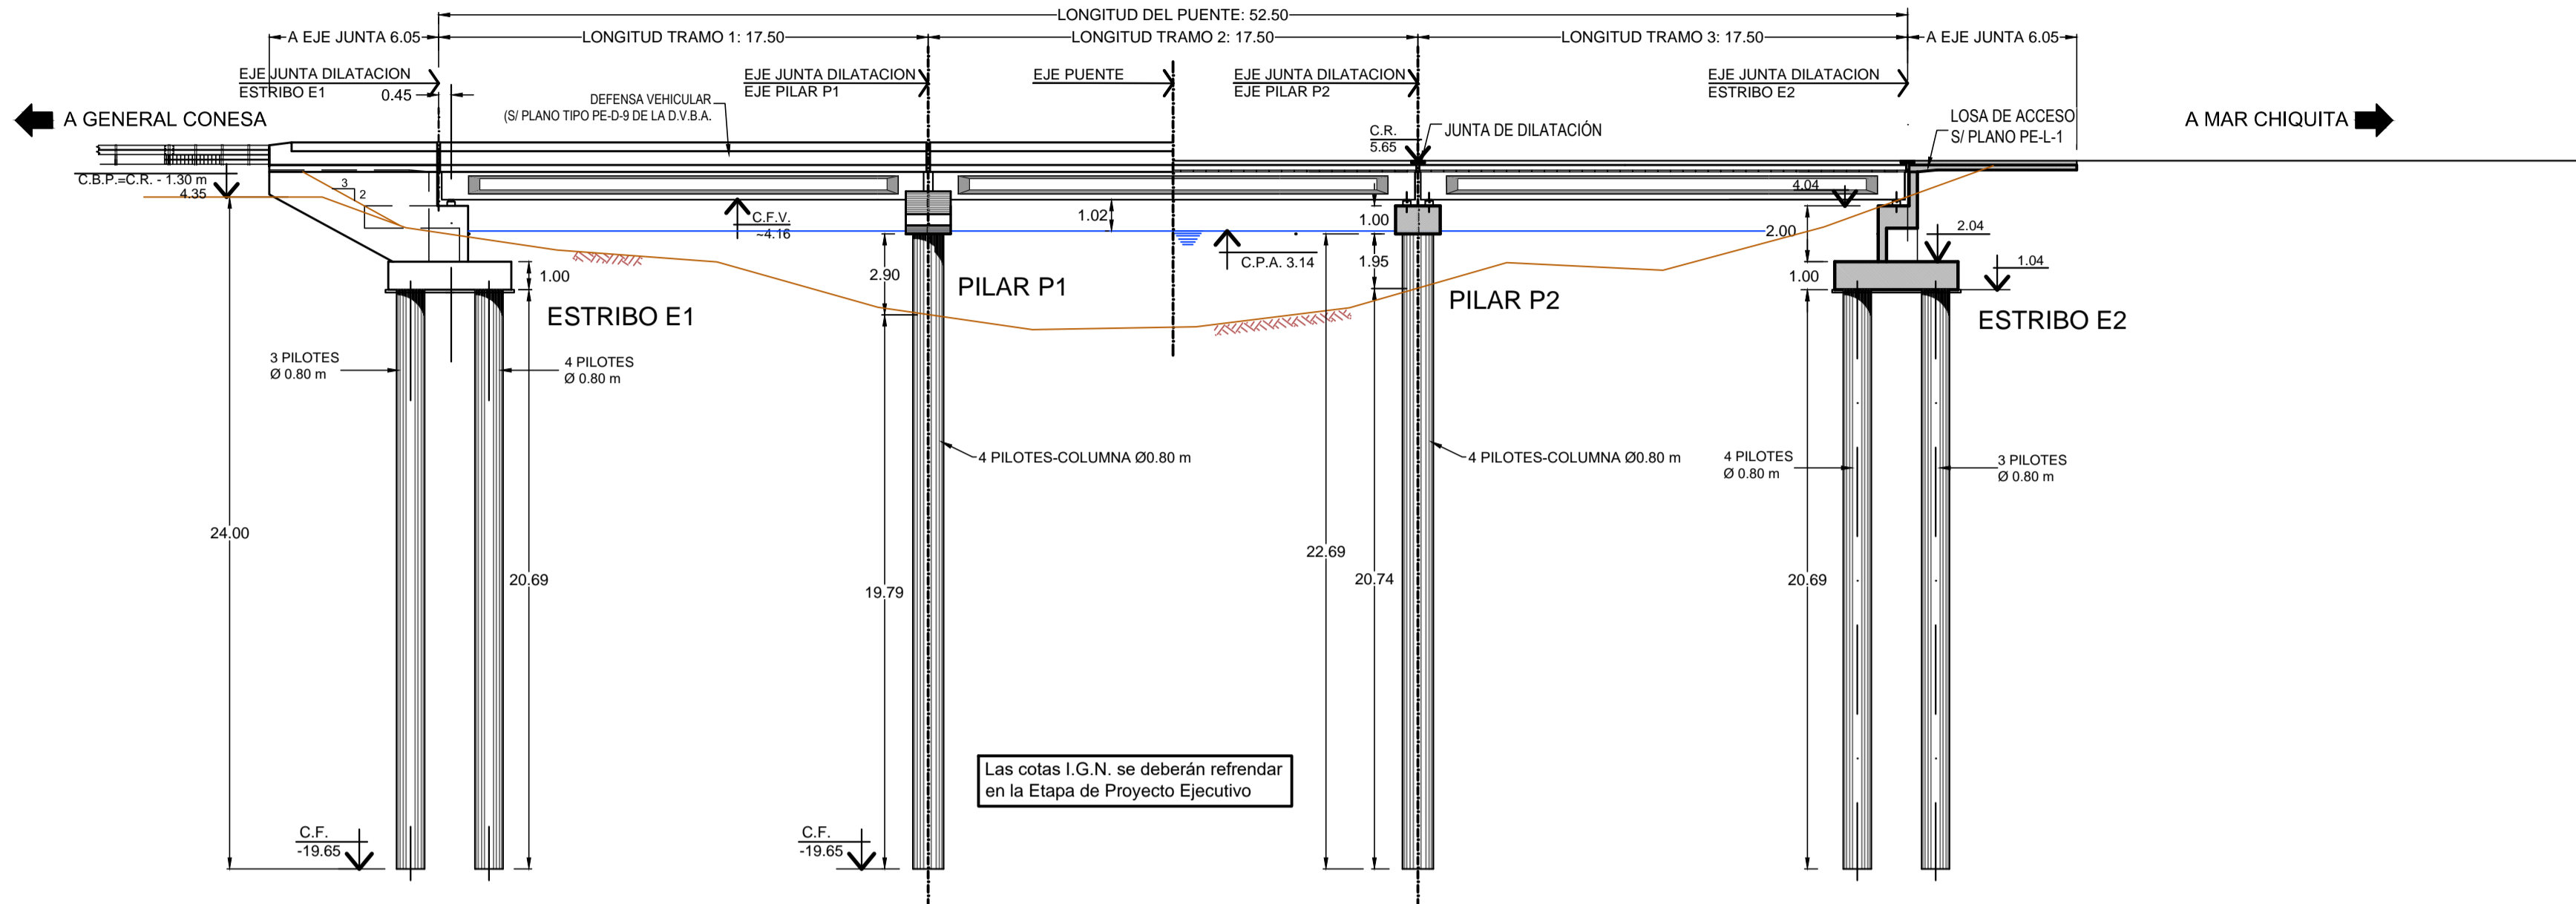 LONGITUD DEL PUENTE: 52.50
A EJE JUNTA 6.05
LONGITUD TRAMO 1: 17.50
LONGITUD TRAMO 2: 17.50
LONGITUD TRAMO 3: 17.50
A EJE JUNTA 6.05
EJE JUNTA DILATACION
ESTRIBO E1
0.45
EJE JUNTA DILATACION
EJE PILAR P1
EJE PUENTE
EJE JUNTA DILATACION
EJE PILAR P2
EJE JUNTA DILATACION
ESTRIBO E2
DEFENSA VEHICULAR
(S/ PLANO TIPO PE-D-9 DE LA D.V.B.A.
A GENERAL CONESA
C.R.
5.65
JUNTA DE DILATACIÓN
LOSA DE ACCESO
S/ PLANO PE-L-1
A MAR CHIQUITA
C.B.P.=C.R. - 1.30 m
4.35
3
2
C.F.V.
~4.16
1.02
1.00
4.04
2.00
2.04
1.04
C.P.A. 3.14
1.95
2.90
1.00
1.00
PILAR P1
PILAR P2
ESTRIBO E1
ESTRIBO E2
3 PILOTES
Ø 0.80 m
4 PILOTES
Ø 0.80 m
4 PILOTES-COLUMNA Ø0.80 m
4 PILOTES-COLUMNA Ø0.80 m
4 PILOTES
Ø 0.80 m
3 PILOTES
Ø 0.80 m
24.00
20.69
19.79
22.69
20.74
20.69
Las cotas I.G.N. se deberán refrendar
en la Etapa de Proyecto Ejecutivo
C.F.
-19.65
C.F.
-19.65